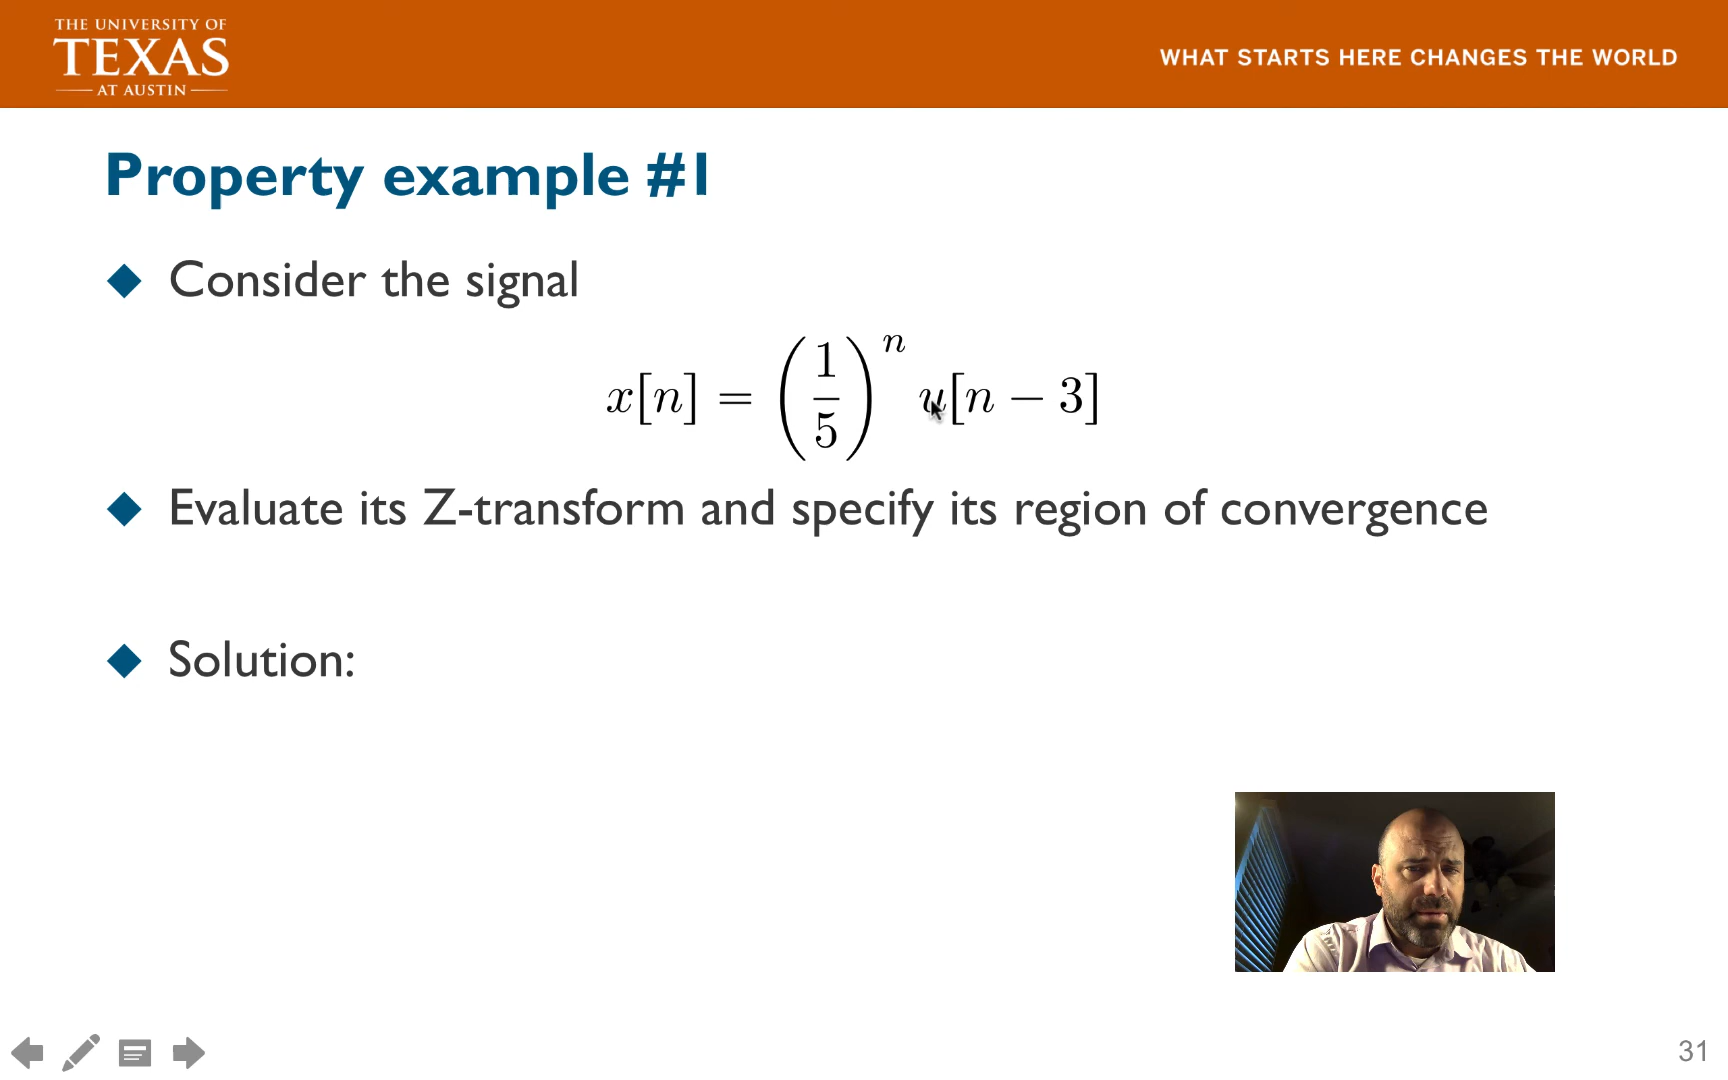 THE UNIVERSITY OF
TEXAS
AT AUSTIN
WHAT STARTS HERE CHANGES THE WORLD
Property example #1
Consider the signal
x[n] = (1/5)^n u[n − 3]
Evaluate its Z-transform and specify its region of convergence
Solution:
31